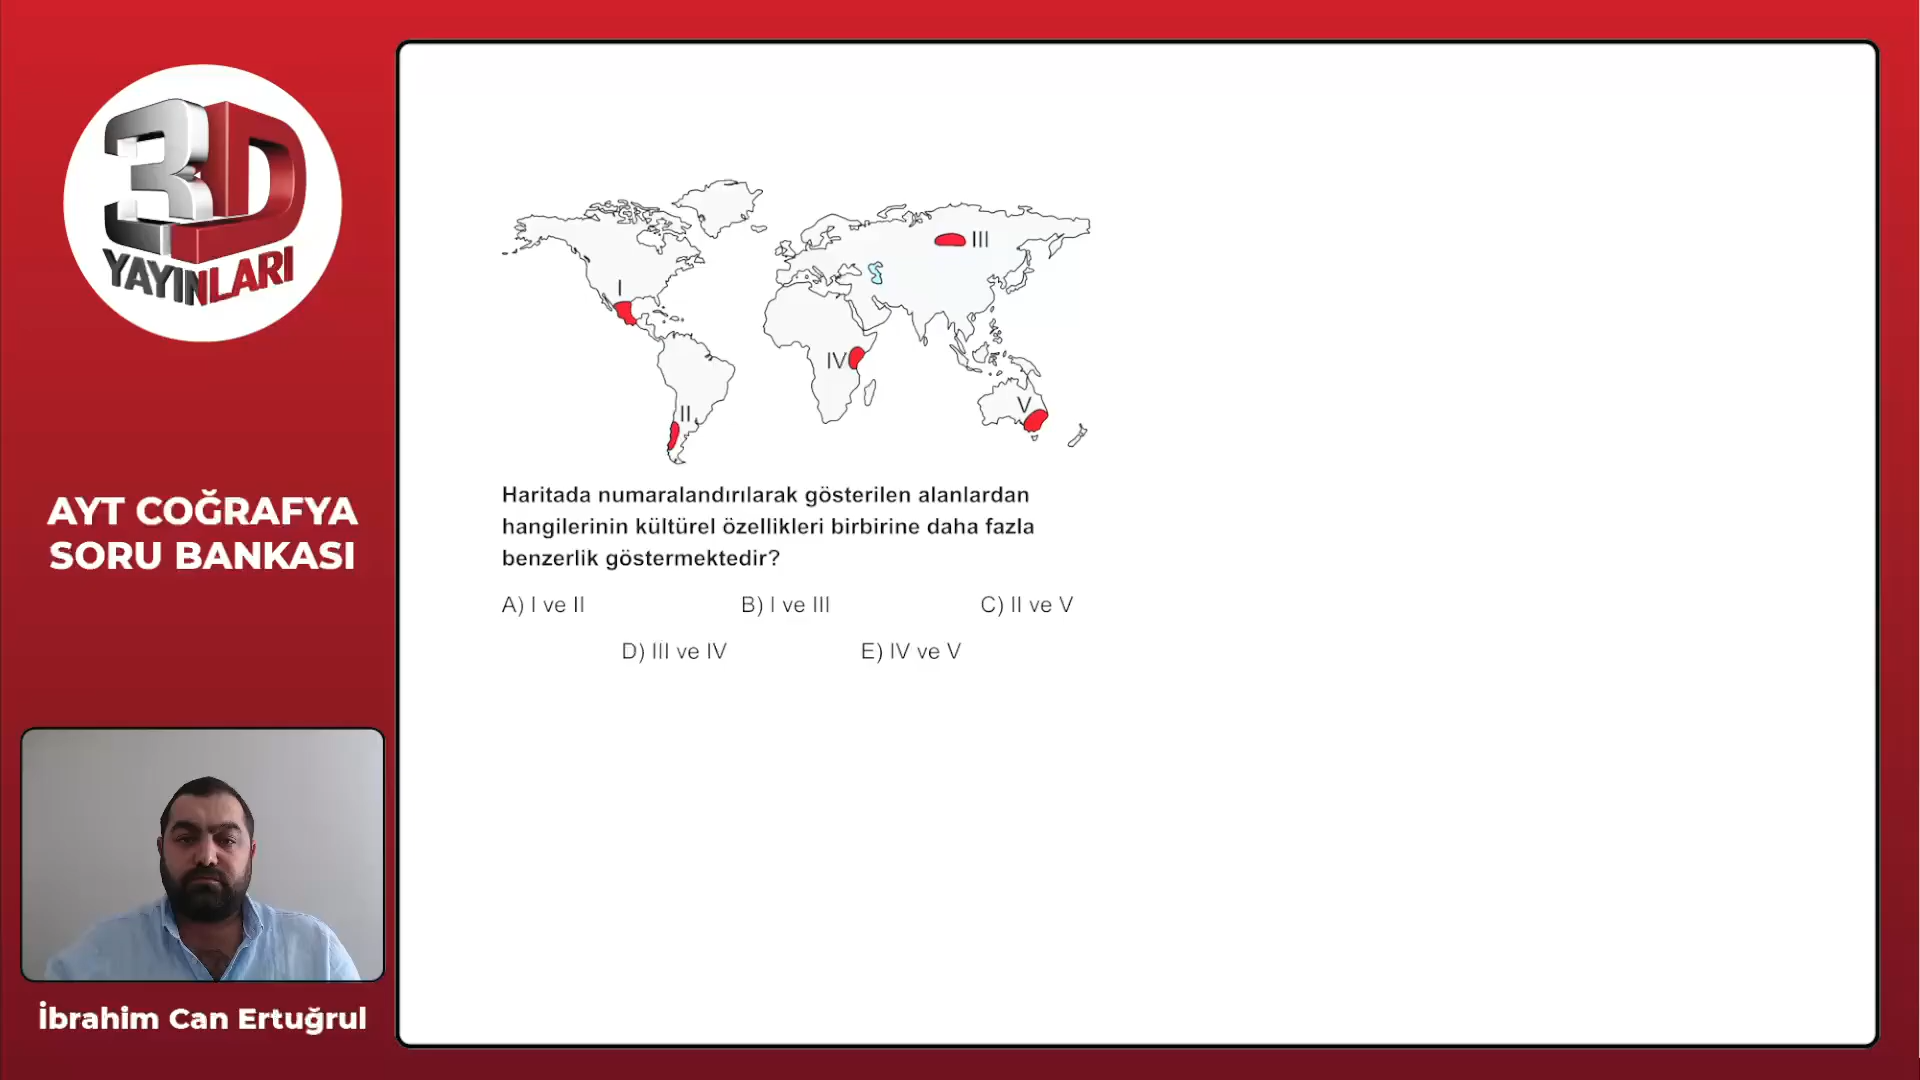 3D
YAYINLARI
AYT COĞRAFYA
SORU BANKASI
İbrahim Can Ertuğrul
I
II
III
IV
V
Haritada numaralandırılarak gösterilen alanlardan
hangilerinin kültürel özellikleri birbirine daha fazla
benzerlik göstermektedir?
A) I ve II
B) I ve III
C) II ve V
D) III ve IV
E) IV ve V